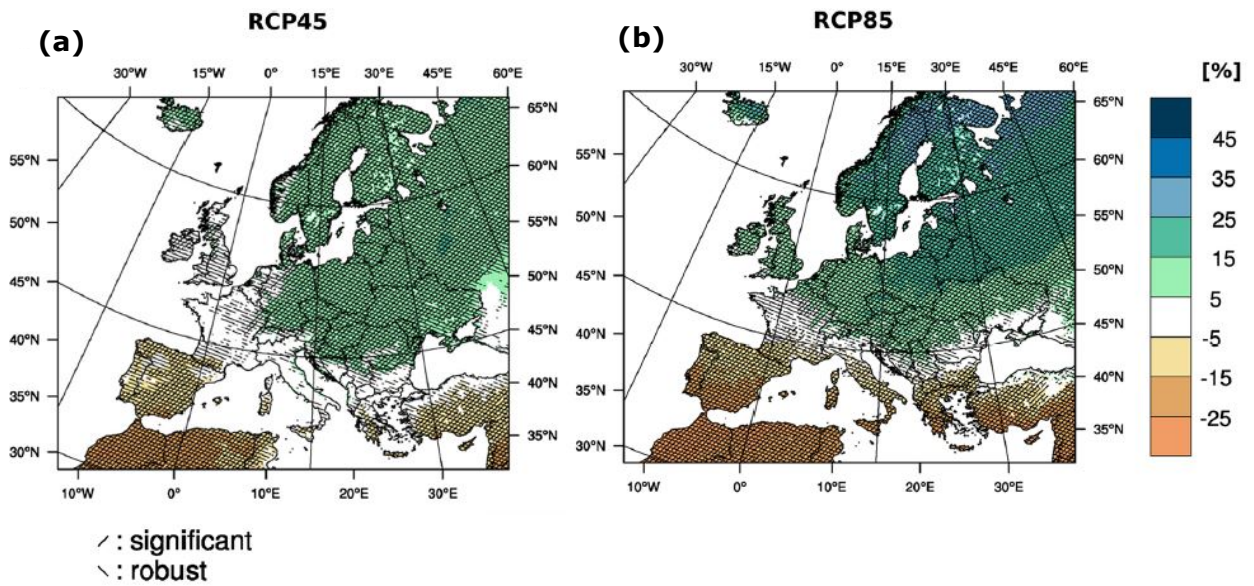 RCP45
RCP85
(a)
(b)
30°W 15°W 0° 15°E 30°E 45°E 60°E
30°W 15°W 0° 15°E 30°E 45°E 60°E
[%]
55°N
50°N
45°N
40°N
35°N
30°N
65°N
60°N
55°N
50°N
45°N
40°N
35°N
10°W 0° 10°E 20°E 30°E
55°N
50°N
45°N
40°N
35°N
30°N
65°N
60°N
55°N
50°N
45°N
40°N
35°N
10°W 0° 10°E 20°E 30°E
45
35
25
15
5
-5
-15
-25
⟋ : significant
⟍ : robust